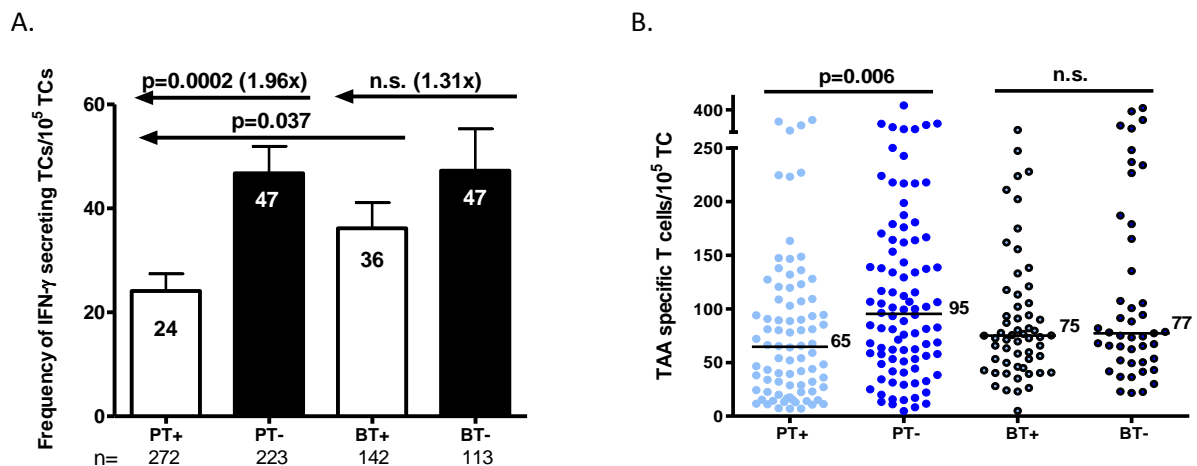 A.
p=0.0002 (1.96x)
n.s. (1.31x)
p=0.037
Frequency of IFN-γ secreting TCs/10⁵ TCs
60
40
20
0
24
47
36
47
PT+ PT- BT+ BT-
n= 272 223 142 113
B.
p=0.006
n.s.
TAA specific T cells/10⁵ TC
400
250
200
150
100
50
0
65
95
75
77
PT+ PT- BT+ BT-